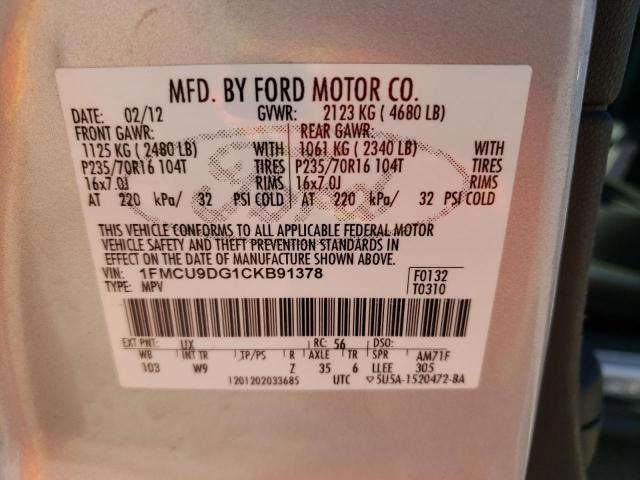 MFD. BY FORD MOTOR CO.
DATE: 02/12 GVWR: 2123 KG ( 4680 LB)
FRONT GAWR: REAR GAWR:
1125 KG ( 2480 LB) WITH 1061 KG ( 2340 LB) WITH
P235/70R16 104T TIRES P235/70R16 104T TIRES
16x7.0J RIMS 16x7.0J RIMS
AT 220 kPa/ 32 PSI COLD AT 220 kPa/ 32 PSI COLD
THIS VEHICLE CONFORMS TO ALL APPLICABLE FEDERAL MOTOR
VEHICLE SAFETY AND THEFT PREVENTION STANDARDS IN
EFFECT ON THE DATE OF MANUFACTURE SHOWN ABOVE.
VIN: 1FMCU9DG1CKB91378 F0132
TYPE: MPV T0310
EXT PNT: UX RC: 56 DSO:
WB INT TR TP/PS R AXLE TR SPR AM71F
103 W9 Z 35 6 LLEE 305
1201202033685 UTC 5U5A-1520472-BA